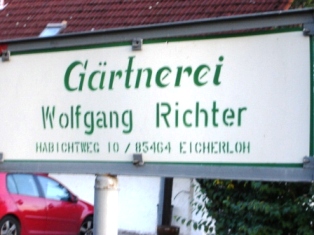 Gärtnerei
Wolfgang Richter
HABICHTWEG 10 / 85464 EICHERLOH